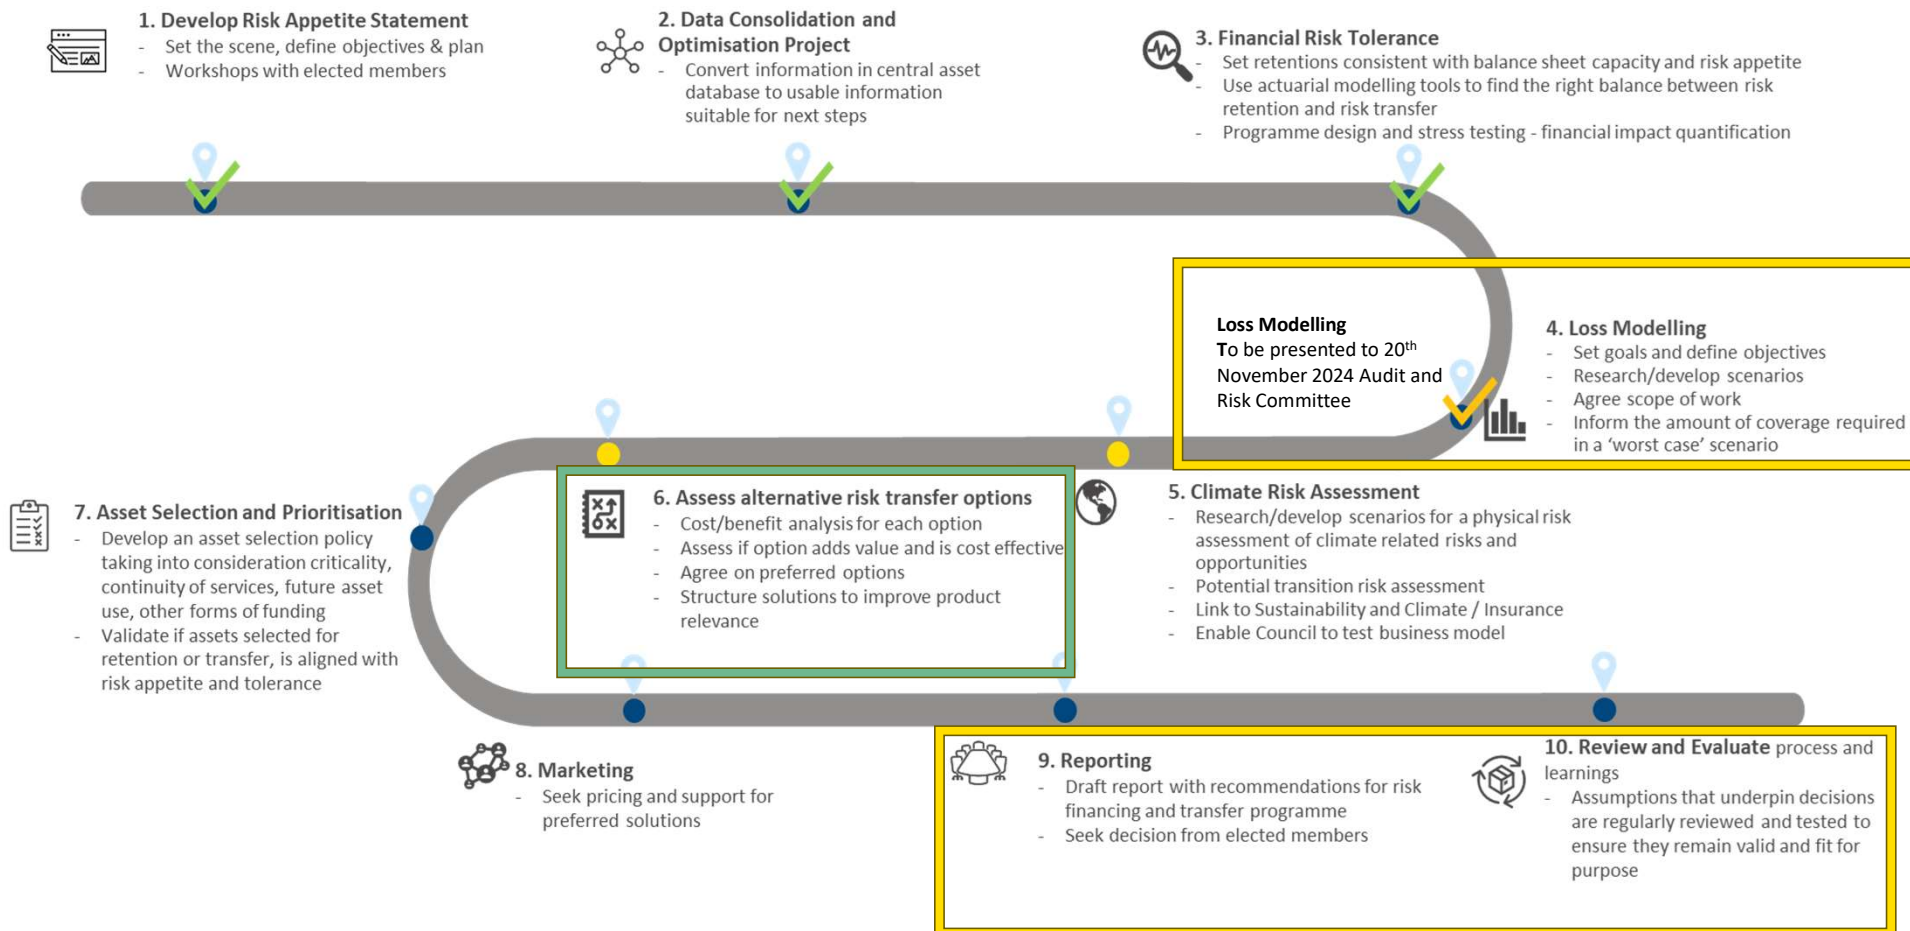 1. Develop Risk Appetite Statement
- Set the scene, define objectives & plan
- Workshops with elected members
2. Data Consolidation and
Optimisation Project
- Convert information in central asset
database to usable information
suitable for next steps
3. Financial Risk Tolerance
- Set retentions consistent with balance sheet capacity and risk appetite
- Use actuarial modelling tools to find the right balance between risk
retention and risk transfer
- Programme design and stress testing - financial impact quantification
Loss Modelling
To be presented to 20th
November 2024 Audit and
Risk Committee
4. Loss Modelling
- Set goals and define objectives
- Research/develop scenarios
- Agree scope of work
- Inform the amount of coverage required
in a ‘worst case’ scenario
5. Climate Risk Assessment
- Research/develop scenarios for a physical risk
assessment of climate related risks and
opportunities
- Potential transition risk assessment
- Link to Sustainability and Climate / Insurance
- Enable Council to test business model
6. Assess alternative risk transfer options
- Cost/benefit analysis for each option
- Assess if option adds value and is cost effective
- Agree on preferred options
- Structure solutions to improve product
relevance
7. Asset Selection and Prioritisation
- Develop an asset selection policy
taking into consideration criticality,
continuity of services, future asset
use, other forms of funding
- Validate if assets selected for
retention or transfer, is aligned with
risk appetite and tolerance
8. Marketing
- Seek pricing and support for
preferred solutions
9. Reporting
- Draft report with recommendations for risk
financing and transfer programme
- Seek decision from elected members
10. Review and Evaluate process and
learnings
- Assumptions that underpin decisions
are regularly reviewed and tested to
ensure they remain valid and fit for
purpose